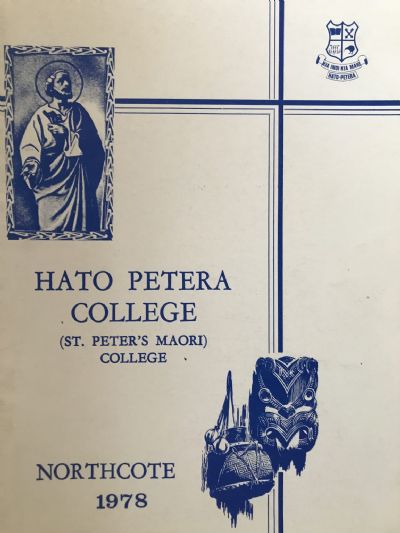 HATO-PETERA
HATO PETERA
COLLEGE
(ST. PETER'S MAORI)
COLLEGE
NORTHCOTE
1978